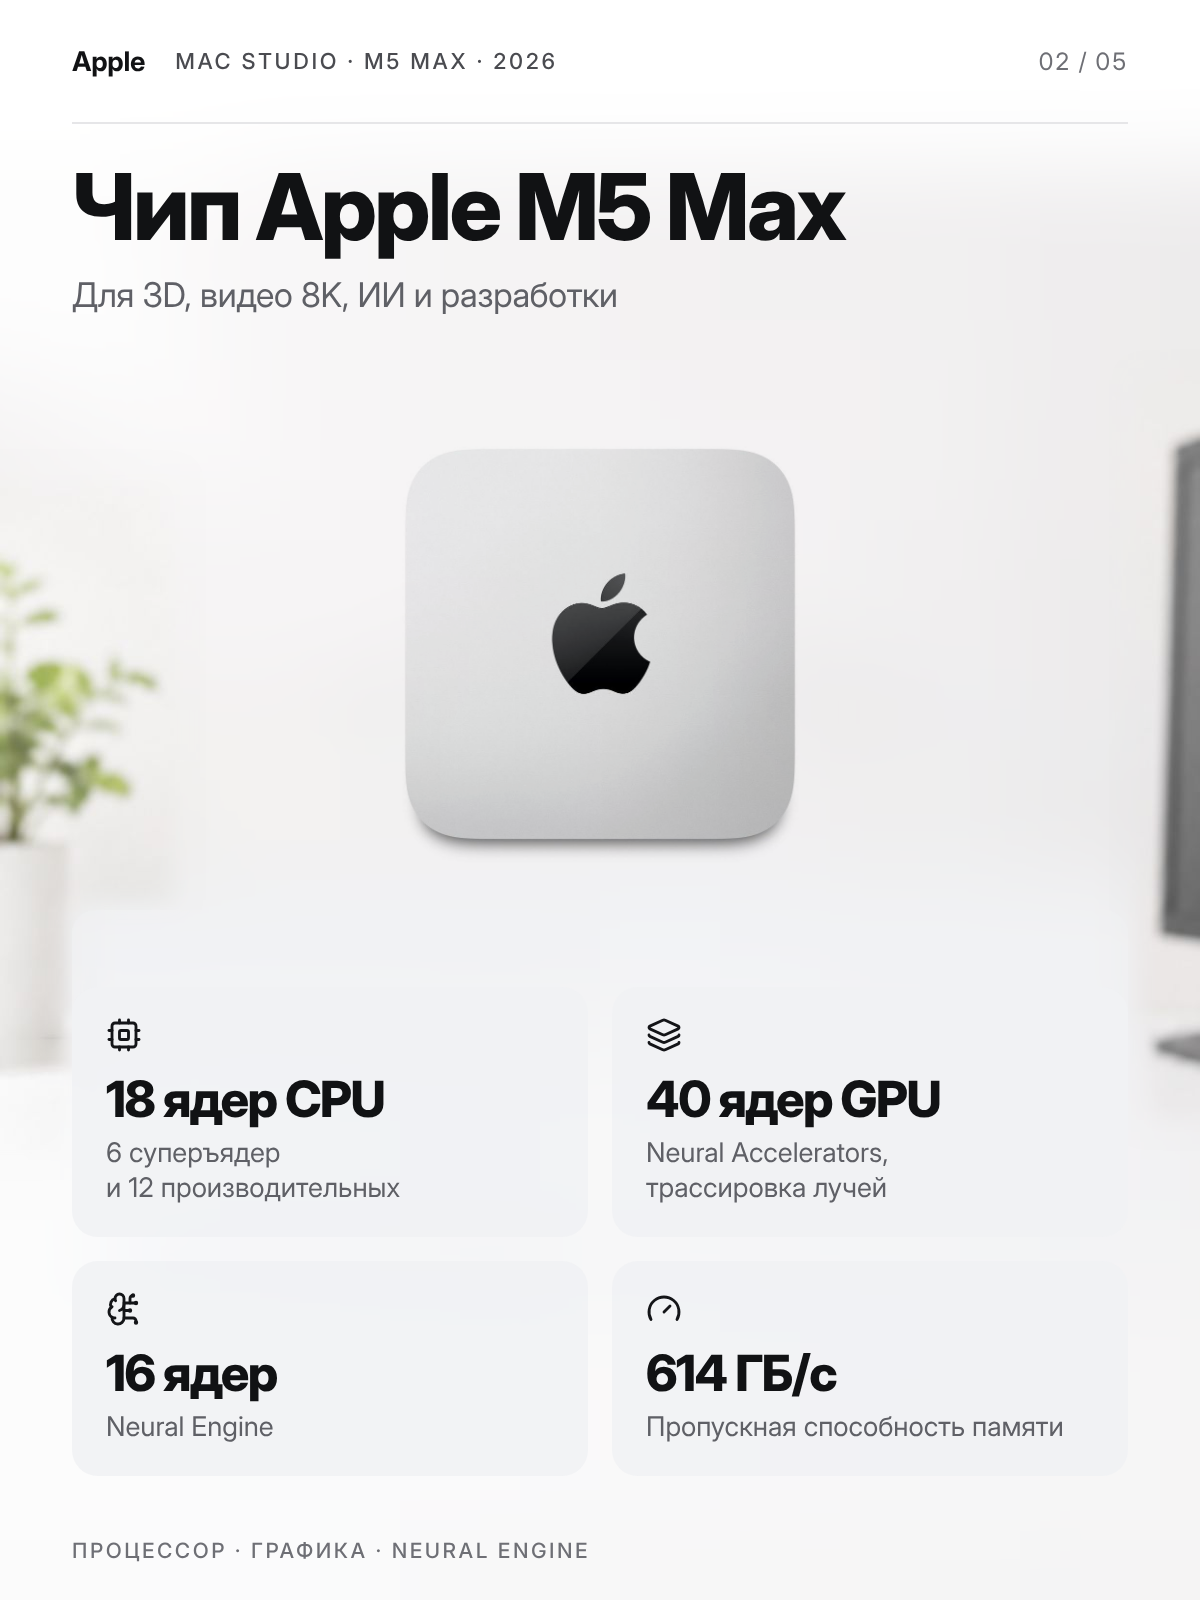 Apple MAC STUDIO · M5 MAX · 2026 02 / 05
Чип Apple M5 Max
Для 3D, видео 8K, ИИ и разработки
18 ядер CPU
6 суперъядер
и 12 производительных
40 ядер GPU
Neural Accelerators,
трассировка лучей
16 ядер
Neural Engine
614 ГБ/с
Пропускная способность памяти
ПРОЦЕССОР · ГРАФИКА · NEURAL ENGINE